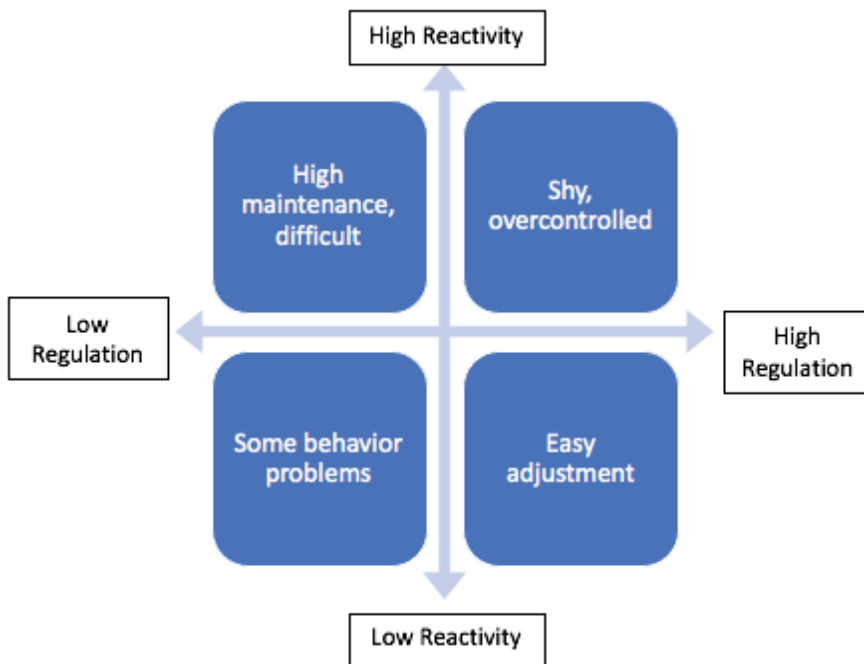 High Reactivity
High
maintenance,
difficult
Shy,
overcontrolled
Low
Regulation
High
Regulation
Some behavior
problems
Easy
adjustment
Low Reactivity